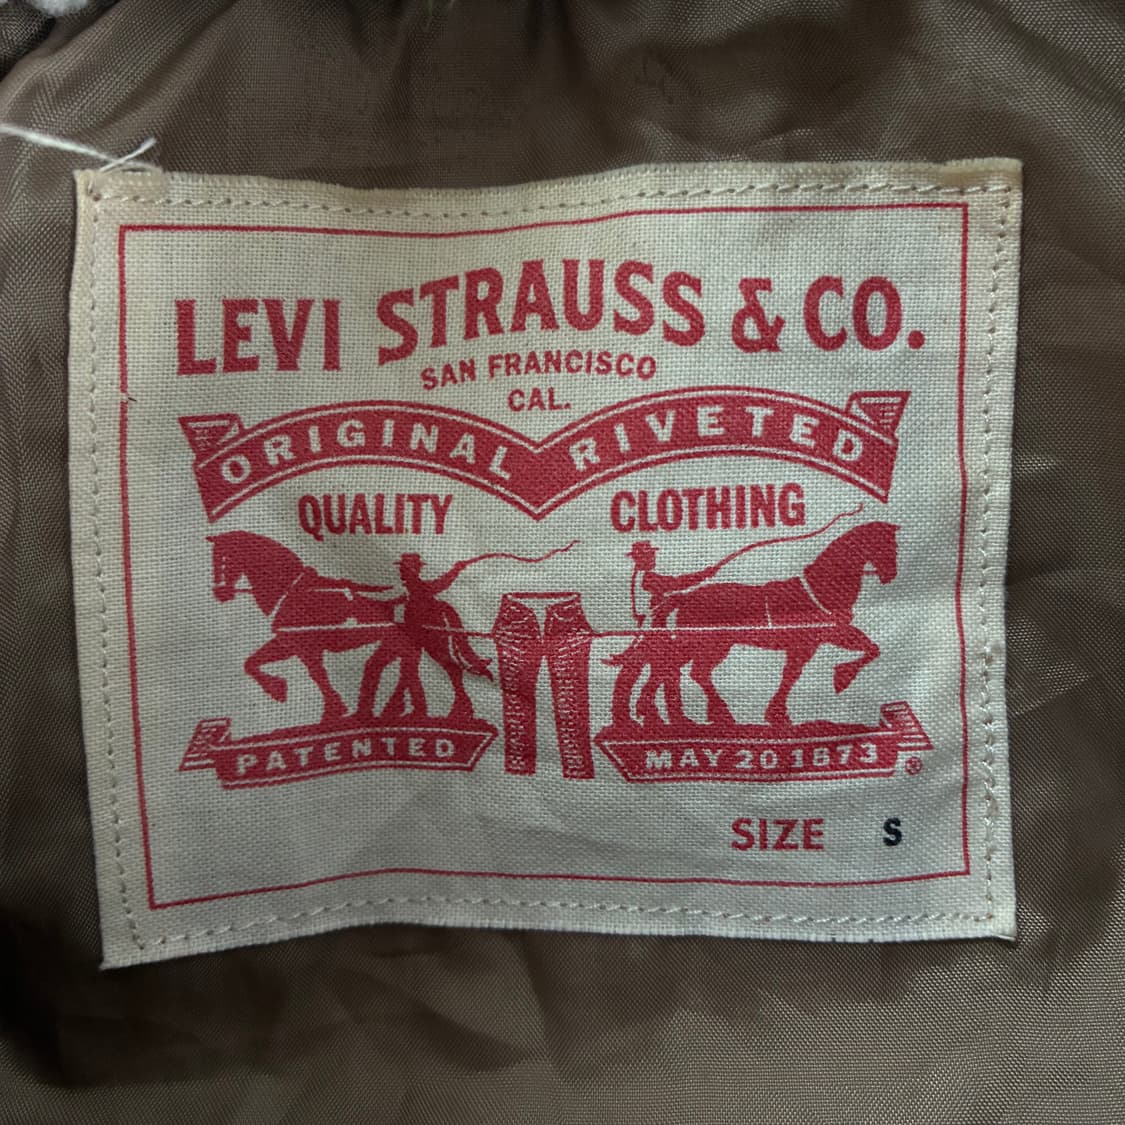 LEVI STRAUSS & CO.
SAN FRANCISCO
CAL.
ORIGINAL RIVETED
QUALITY CLOTHING
PATENTED MAY 20 1873 ®
SIZE S